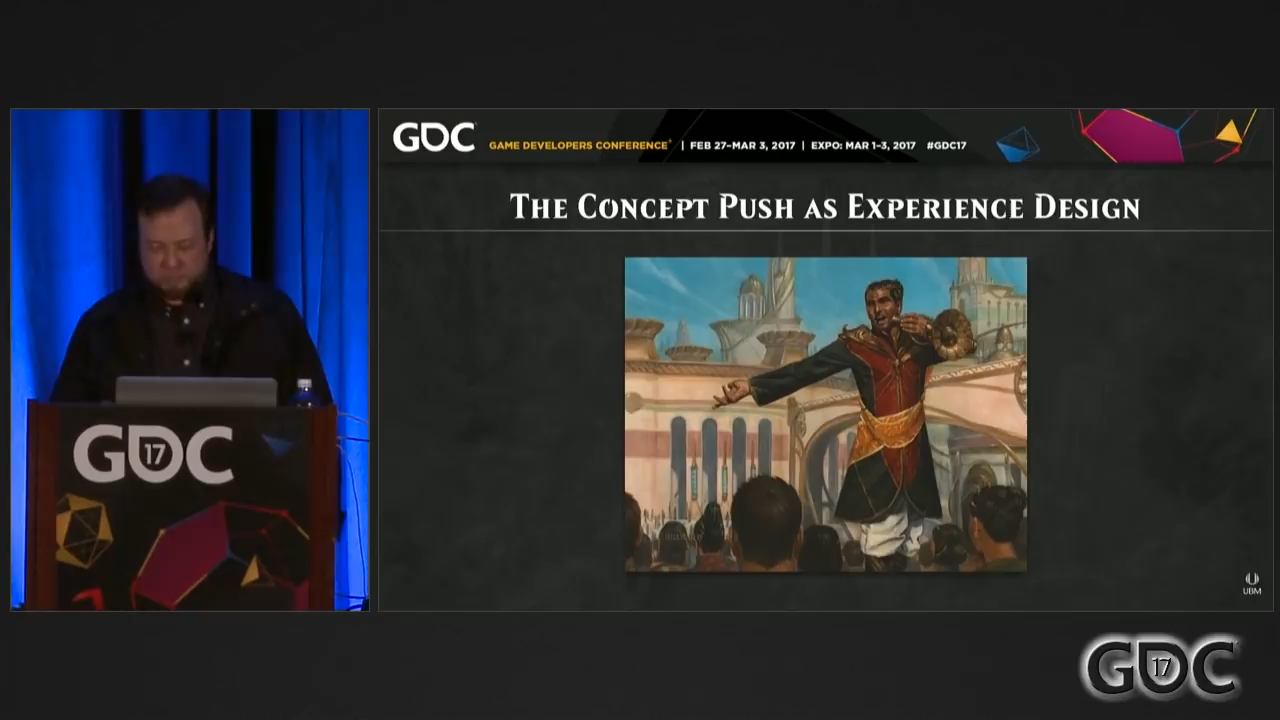 GDC
GAME DEVELOPERS CONFERENCE® | FEB 27–MAR 3, 2017 | EXPO: MAR 1–3, 2017 #GDC17
THE CONCEPT PUSH AS EXPERIENCE DESIGN
GDC
17
UBM
GDC
17